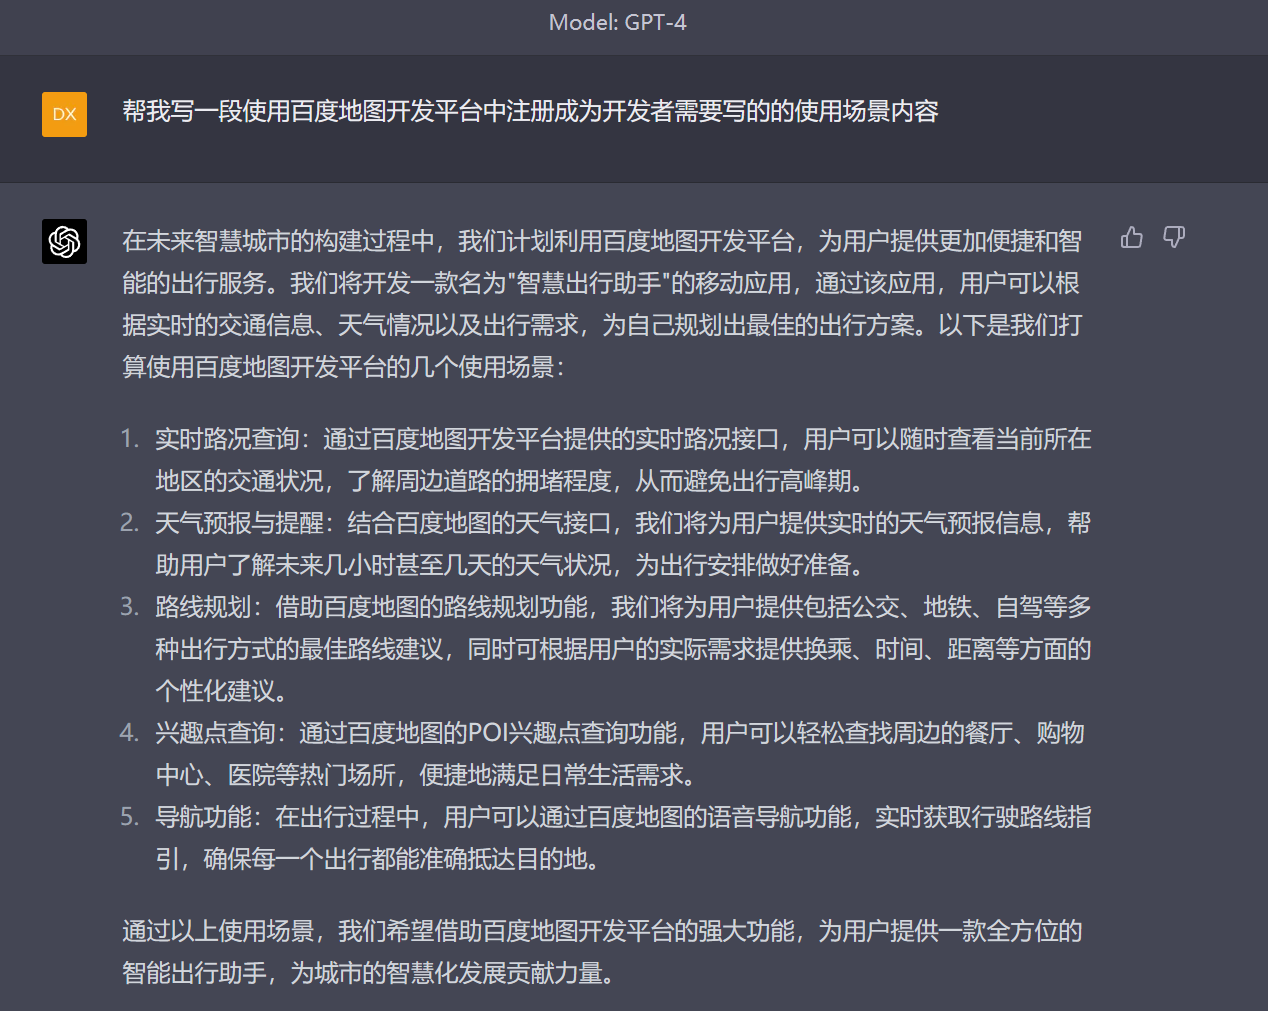 Model: GPT-4
DX
帮我写一段使用百度地图开发平台中注册成为开发者需要写的的使用场景内容
在未来智慧城市的构建过程中，我们计划利用百度地图开发平台，为用户提供更加便捷和智
能的出行服务。我们将开发一款名为"智慧出行助手"的移动应用，通过该应用，用户可以根
据实时的交通信息、天气情况以及出行需求，为自己规划出最佳的出行方案。以下是我们打
算使用百度地图开发平台的几个使用场景：
1. 实时路况查询：通过百度地图开发平台提供的实时路况接口，用户可以随时查看当前所在
地区的交通状况，了解周边道路的拥堵程度，从而避免出行高峰期。
2. 天气预报与提醒：结合百度地图的天气接口，我们将为用户提供实时的天气预报信息，帮
助用户了解未来几小时甚至几天的天气状况，为出行安排做好准备。
3. 路线规划：借助百度地图的路线规划功能，我们将为用户提供包括公交、地铁、自驾等多
种出行方式的最佳路线建议，同时可根据用户的实际需求提供换乘、时间、距离等方面的
个性化建议。
4. 兴趣点查询：通过百度地图的POI兴趣点查询功能，用户可以轻松查找周边的餐厅、购物
中心、医院等热门场所，便捷地满足日常生活需求。
5. 导航功能：在出行过程中，用户可以通过百度地图的语音导航功能，实时获取行驶路线指
引，确保每一个出行都能准确抵达目的地。
通过以上使用场景，我们希望借助百度地图开发平台的强大功能，为用户提供一款全方位的
智能出行助手，为城市的智慧化发展贡献力量。